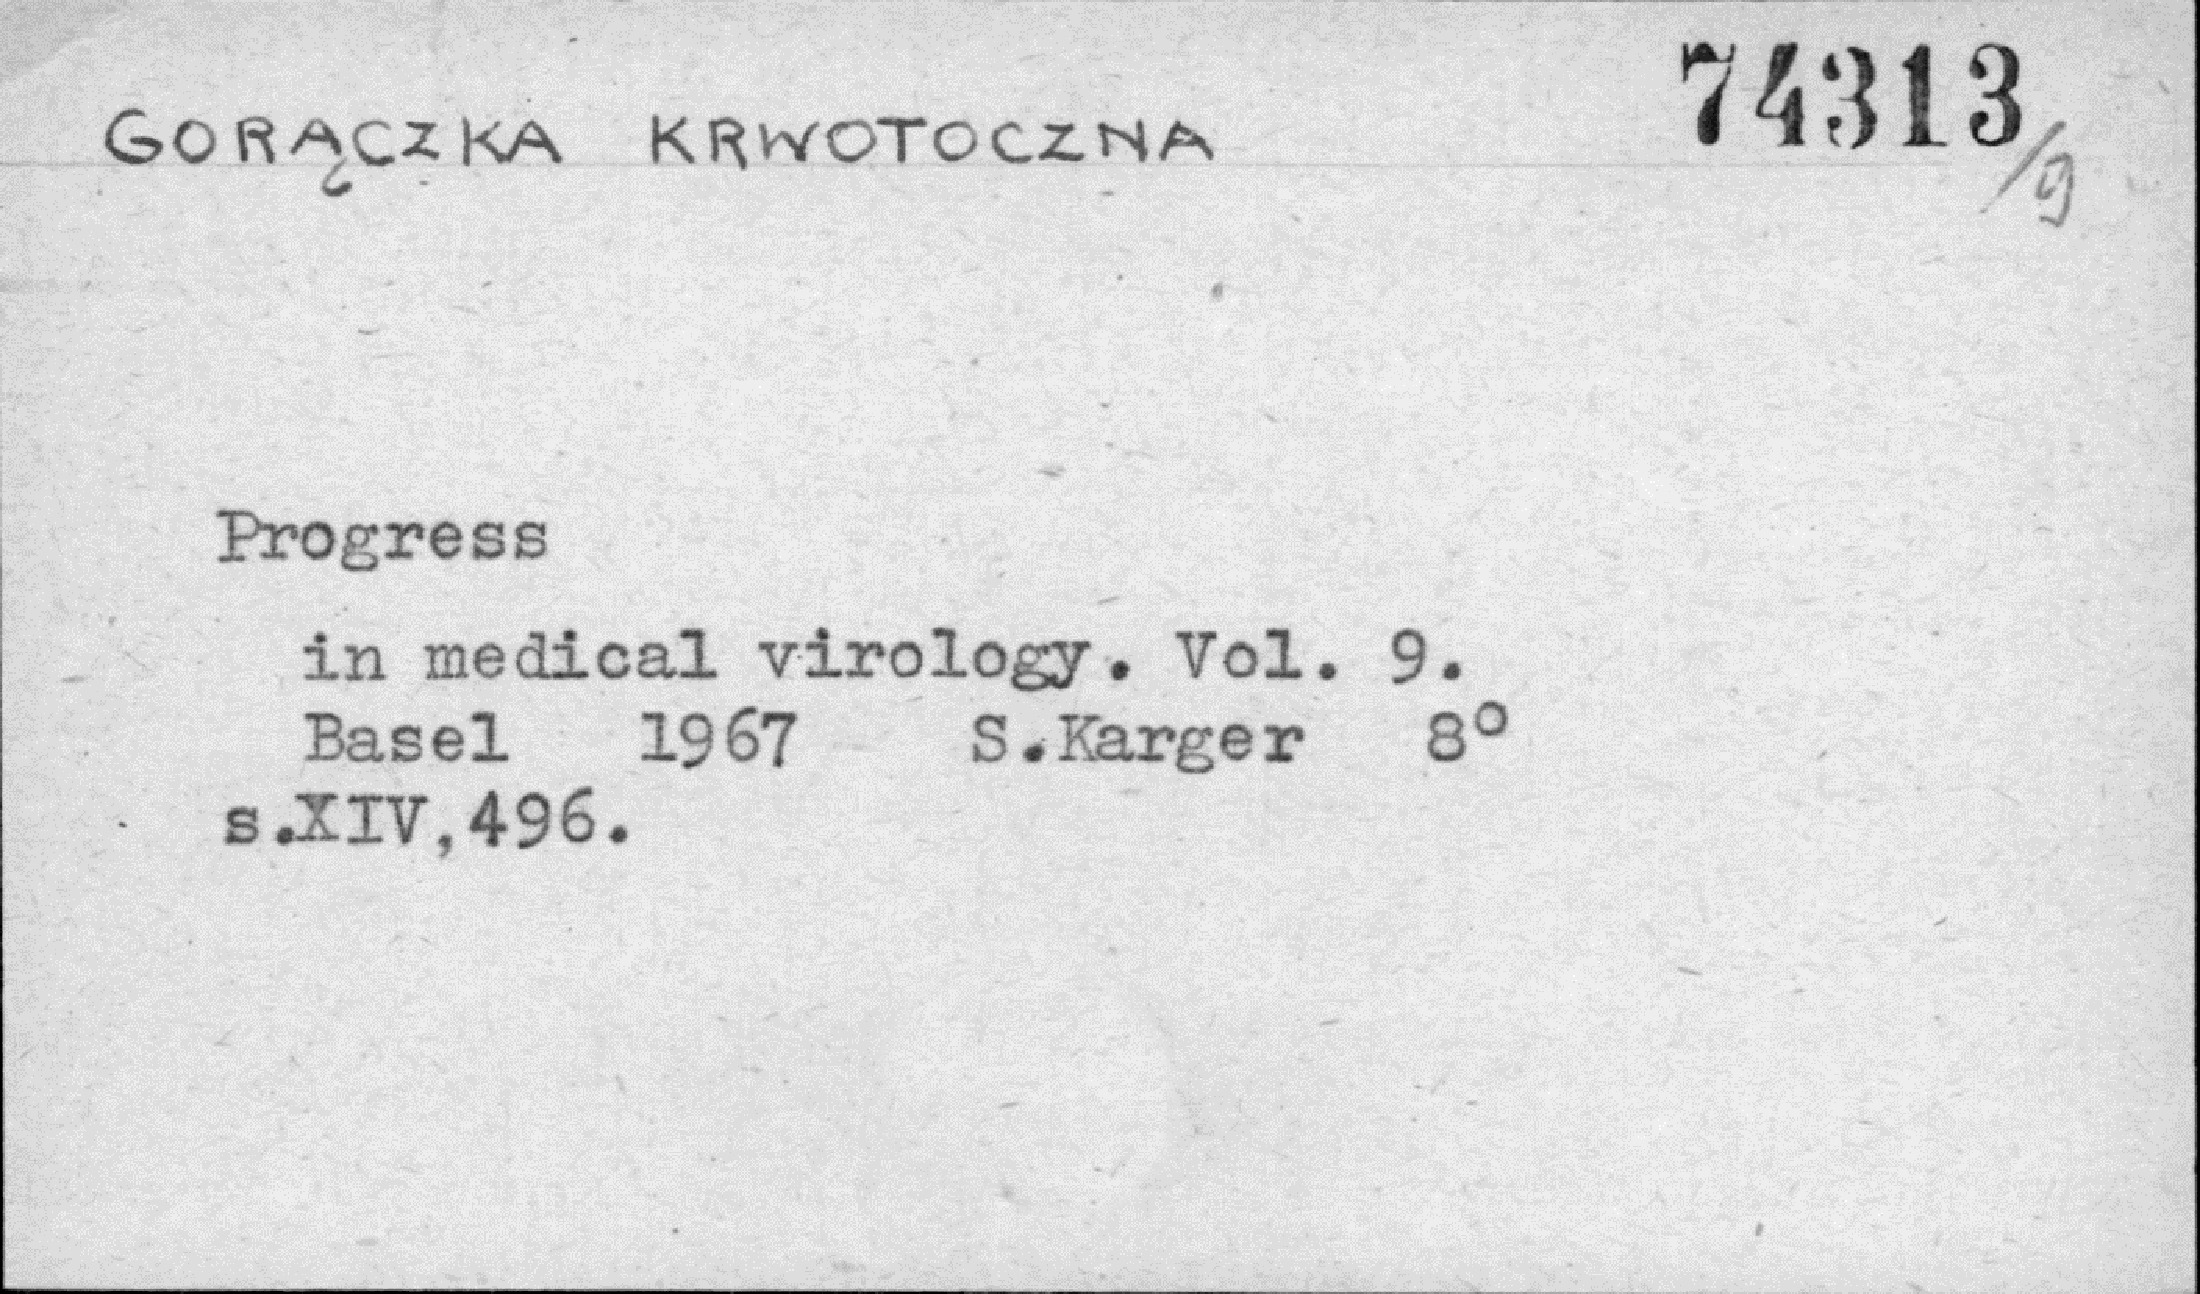 GORĄCZKA KRWOTOCZNA
74313/9
Progress
in medical virology. Vol. 9.
Basel 1967 S.Karger 8°
s.XIV,496.